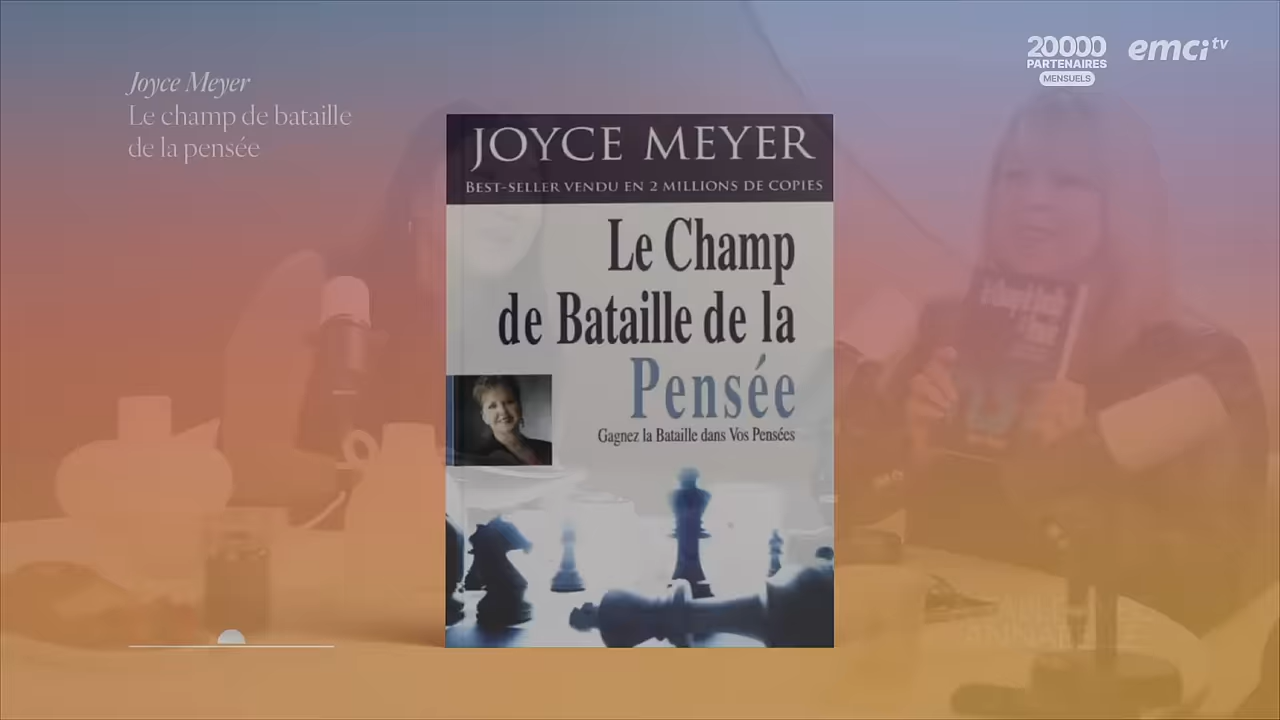 20000
PARTENAIRES
MENSUELS
emci tv
Joyce Meyer
Le champ de bataille
de la pensée
JOYCE MEYER
BEST-SELLER VENDU EN 2 MILLIONS DE COPIES
Le Champ
de Bataille de la
Pensée
Gagnez la Bataille dans Vos Pensées